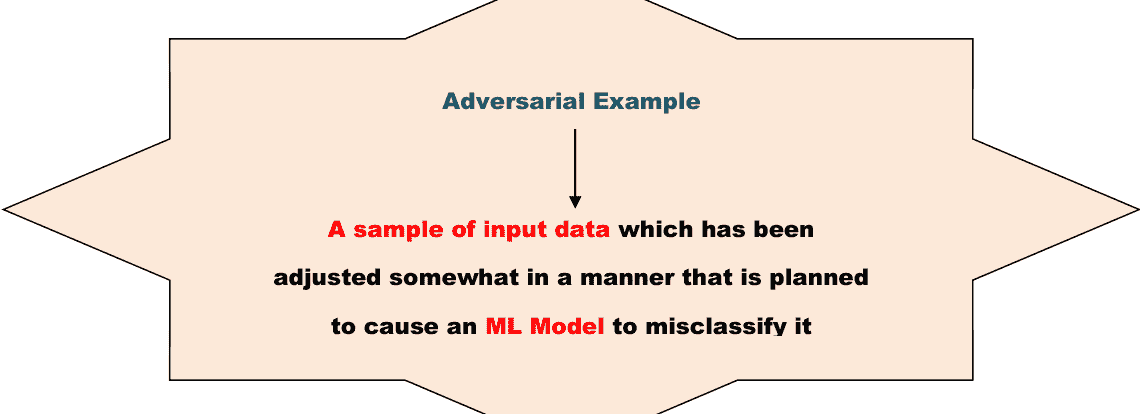 Adversarial Example
A sample of input data which has been
adjusted somewhat in a manner that is planned
to cause an ML Model to misclassify it